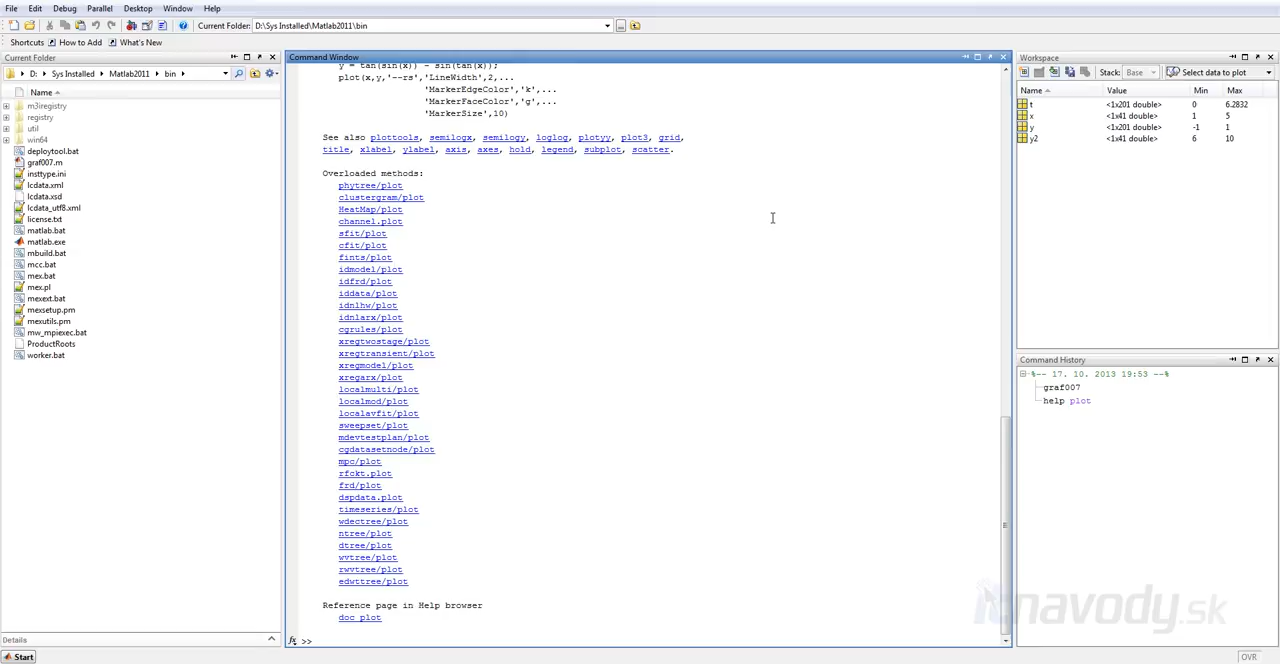 File Edit Debug Parallel Desktop Window Help
Current Folder: D:\Sys Installed\Matlab2011\bin
Shortcuts How to Add What's New
Current Folder
D: Sys Installed Matlab2011 bin
Name
m3iregistry
registry
util
win64
deploytool.bat
graf007.m
insttype.ini
lcdata.xml
lcdata.xsd
lcdata_utf8.xml
license.txt
matlab.bat
matlab.exe
mbuild.bat
mcc.bat
mex.bat
mex.pl
mexext.bat
mexsetup.pm
mexutils.pm
mw_mpiexec.bat
ProductRoots
worker.bat
Details
Start
Command Window
y = tan(sin(x)) - sin(tan(x));
plot(x,y,'--rs','LineWidth',2,...
'MarkerEdgeColor','k',...
'MarkerFaceColor','g',...
'MarkerSize',10)
See also plottools, semilogx, semilogy, loglog, plotyy, plot3, grid,
title, xlabel, ylabel, axis, axes, hold, legend, subplot, scatter.
Overloaded methods:
phytree/plot
clustergram/plot
HeatMap/plot
channel.plot
sfit/plot
cfit/plot
fints/plot
idmodel/plot
idfrd/plot
iddata/plot
idnlhw/plot
idnlarx/plot
cgrules/plot
xregtwostage/plot
xregtransient/plot
xregmodel/plot
xregarx/plot
localmulti/plot
localmod/plot
localavfit/plot
sweepset/plot
mdevtestplan/plot
cgdatasetnode/plot
mpc/plot
rfckt.plot
frd/plot
dspdata.plot
timeseries/plot
wdectree/plot
ntree/plot
dtree/plot
wvtree/plot
rwvtree/plot
edwttree/plot
Reference page in Help browser
doc plot
fx >>
Workspace
Stack: Base Select data to plot
Name Value Min Max
t <1x201 double> 0 6.2832
x <1x41 double> 1 5
y <1x201 double> -1 1
y2 <1x41 double> 6 10
Command History
%-- 17. 10. 2013 19:53 --%
graf007
help plot
navody.sk
OVR